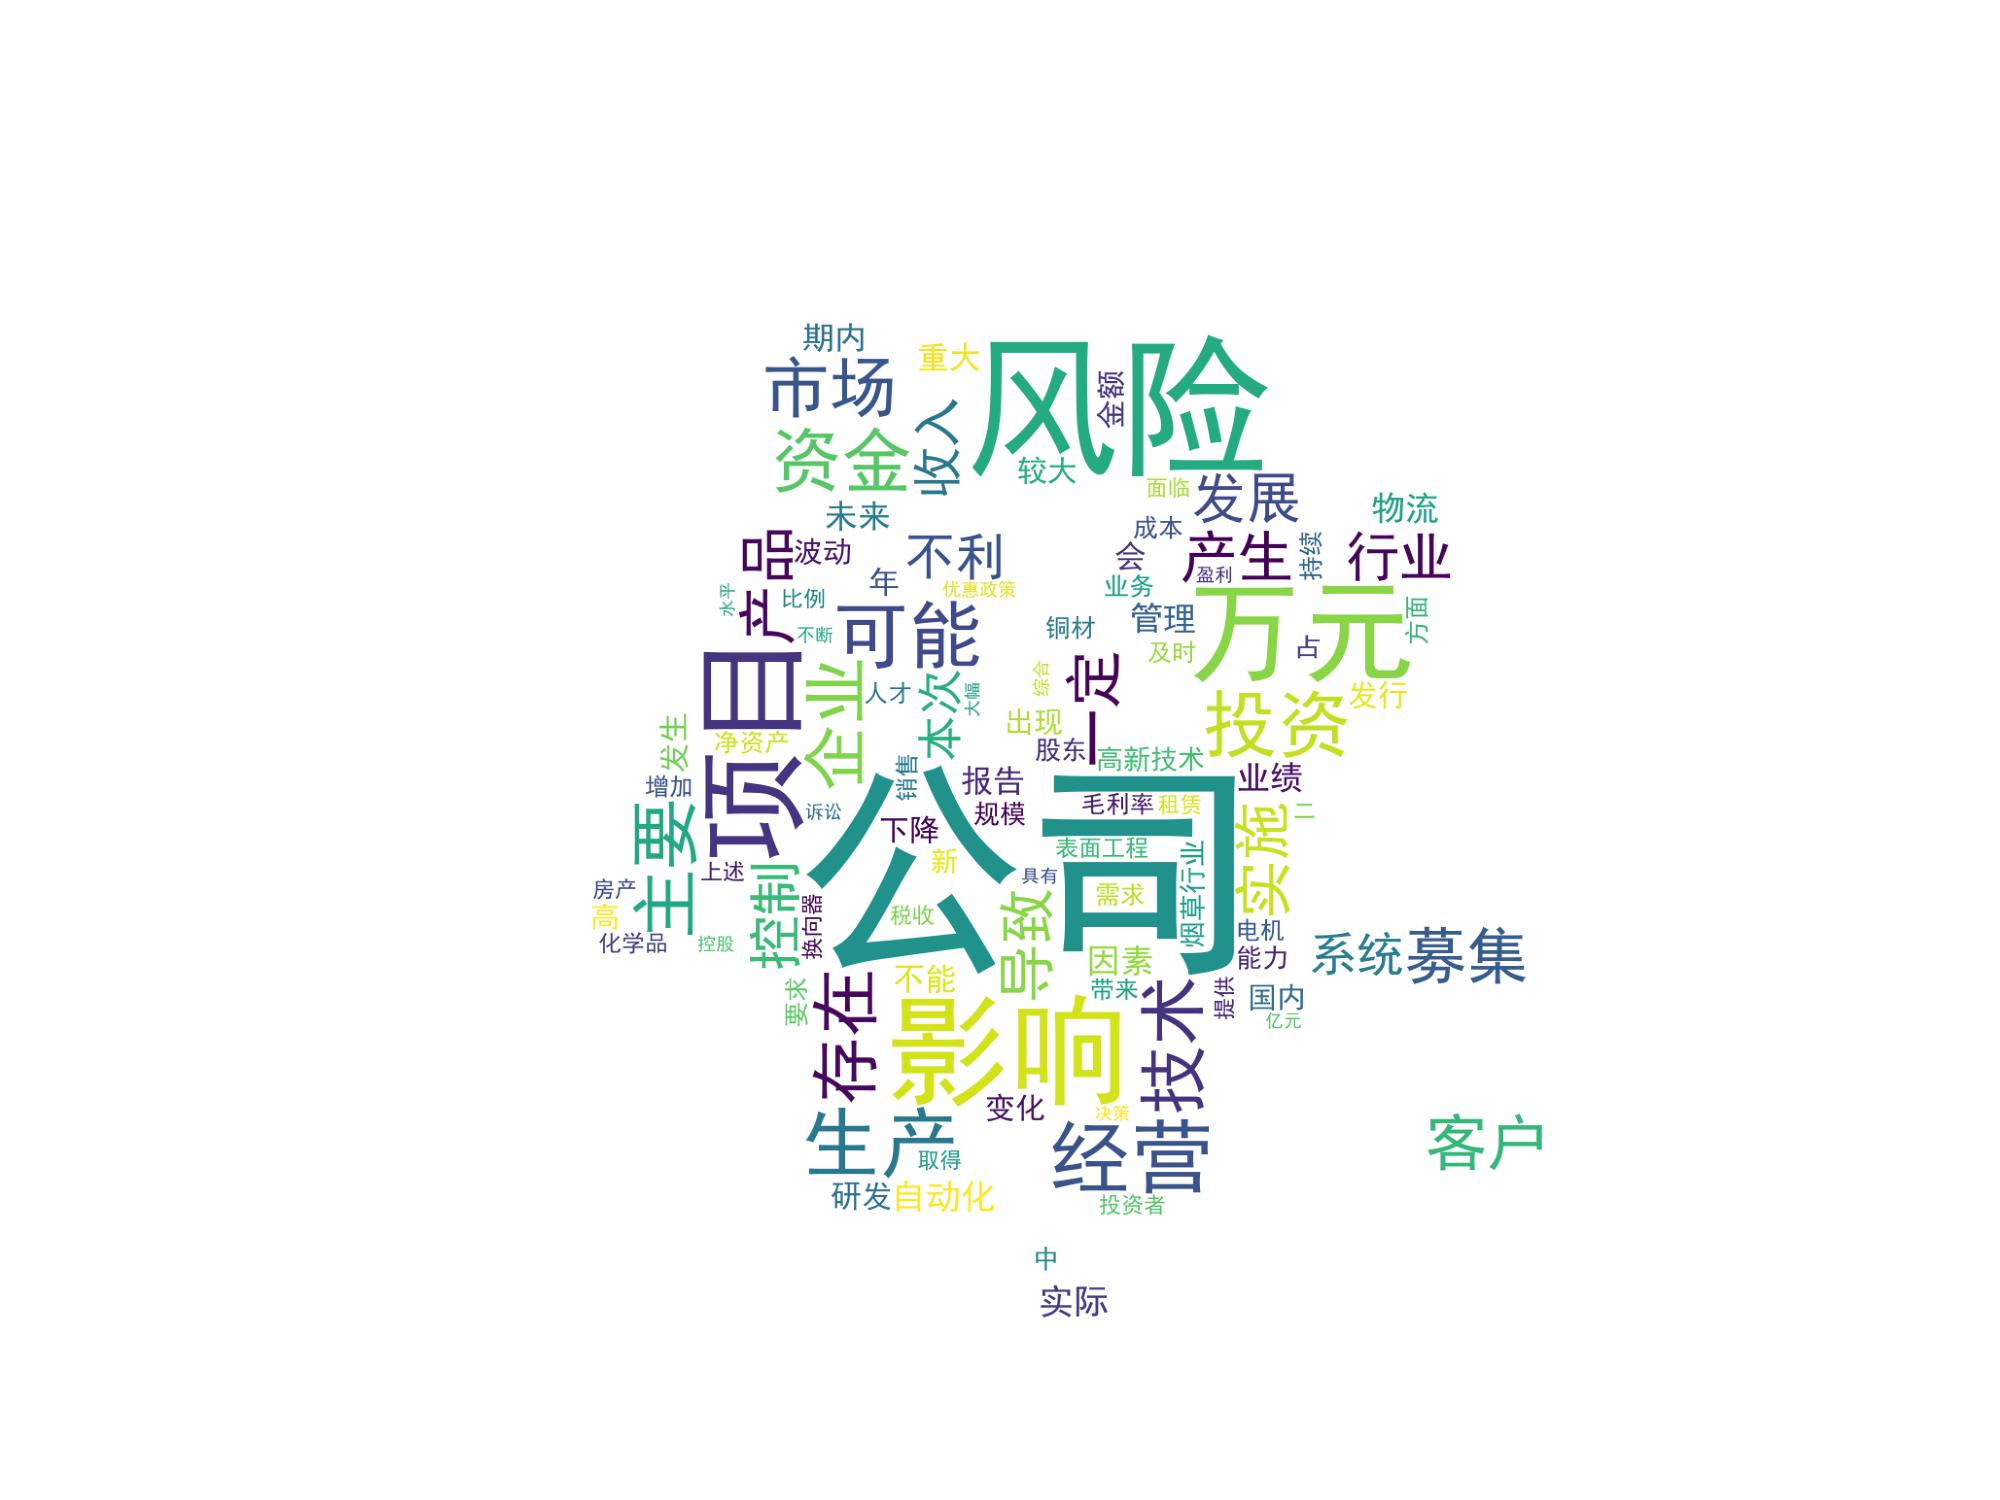 期内
重大
风险
市场
金额
收入
资金
较大
面临
发展
物流
未来
成本
产生
持续
行业
产品
波动
不利
会
盈利
年
优惠政策
业务
万元
水平
比例
可能
管理
方面
不断
铜材
及时
占
项目
企业
人才
本次
大幅
综合
一定
投资
发行
发生
净资产
出现
股东
高新技术
增加
销售
报告
业绩
主要
诉讼
公司
规模
毛利率
租赁
实施
二
下降
表面工程
新
上述
具有
需求
烟草行业
房产
高
控制
换向器
税收
导致
电机
化学品
控股
因素
能力
系统
募集
要求
存在
不能
带来
技术
提供
国内
亿元
影响
变化
决策
生产
经营
客户
取得
研发
自动化
投资者
中
实际